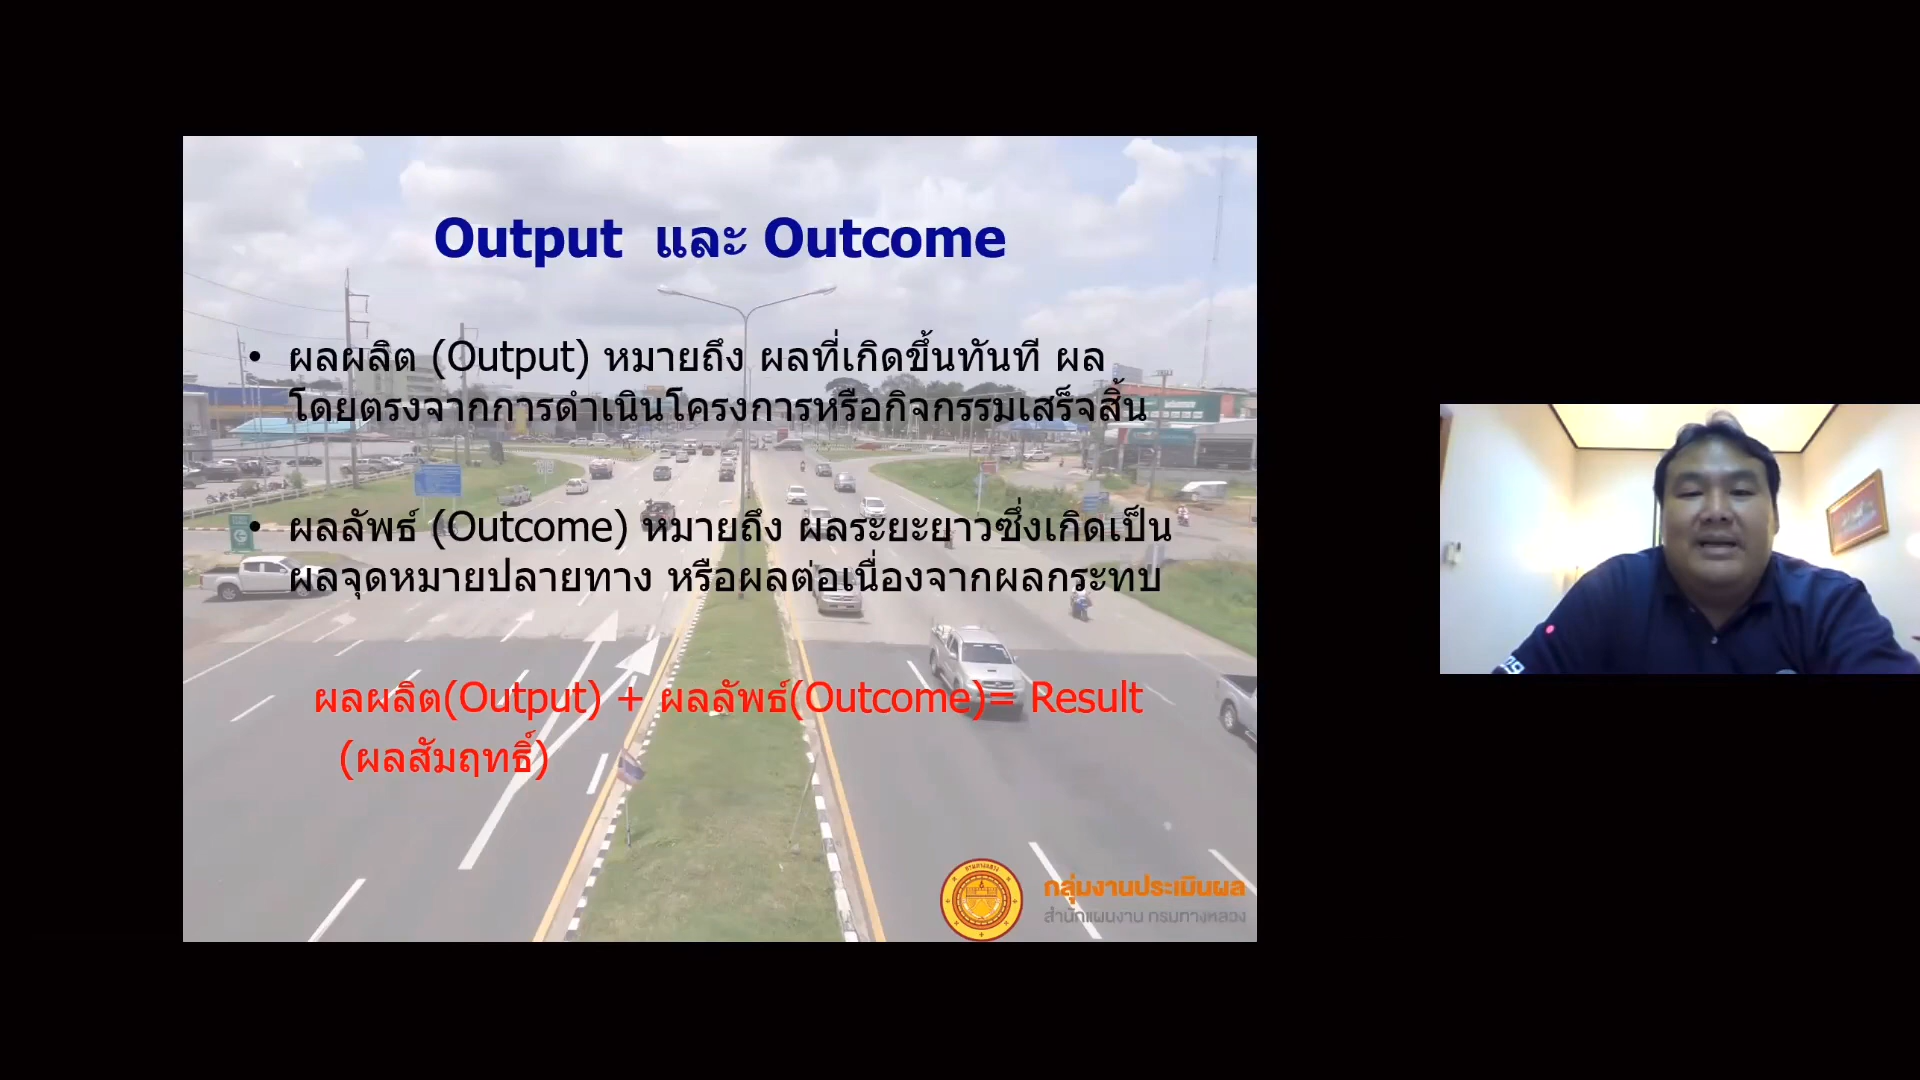 Output และ Outcome
• ผลผลิต (Output) หมายถึง ผลที่เกิดขึ้นทันที ผล
โดยตรงจากการดำเนินโครงการหรือกิจกรรมเสร็จสิ้น
• ผลลัพธ์ (Outcome) หมายถึง ผลระยะยาวซึ่งเกิดเป็น
ผลจุดหมายปลายทาง หรือผลต่อเนื่องจากผลกระทบ
ผลผลิต(Output) + ผลลัพธ์(Outcome)= Result
(ผลสัมฤทธิ์)
กลุ่มงานประเมินผล
สำนักแผนงาน กรมทางหลวง